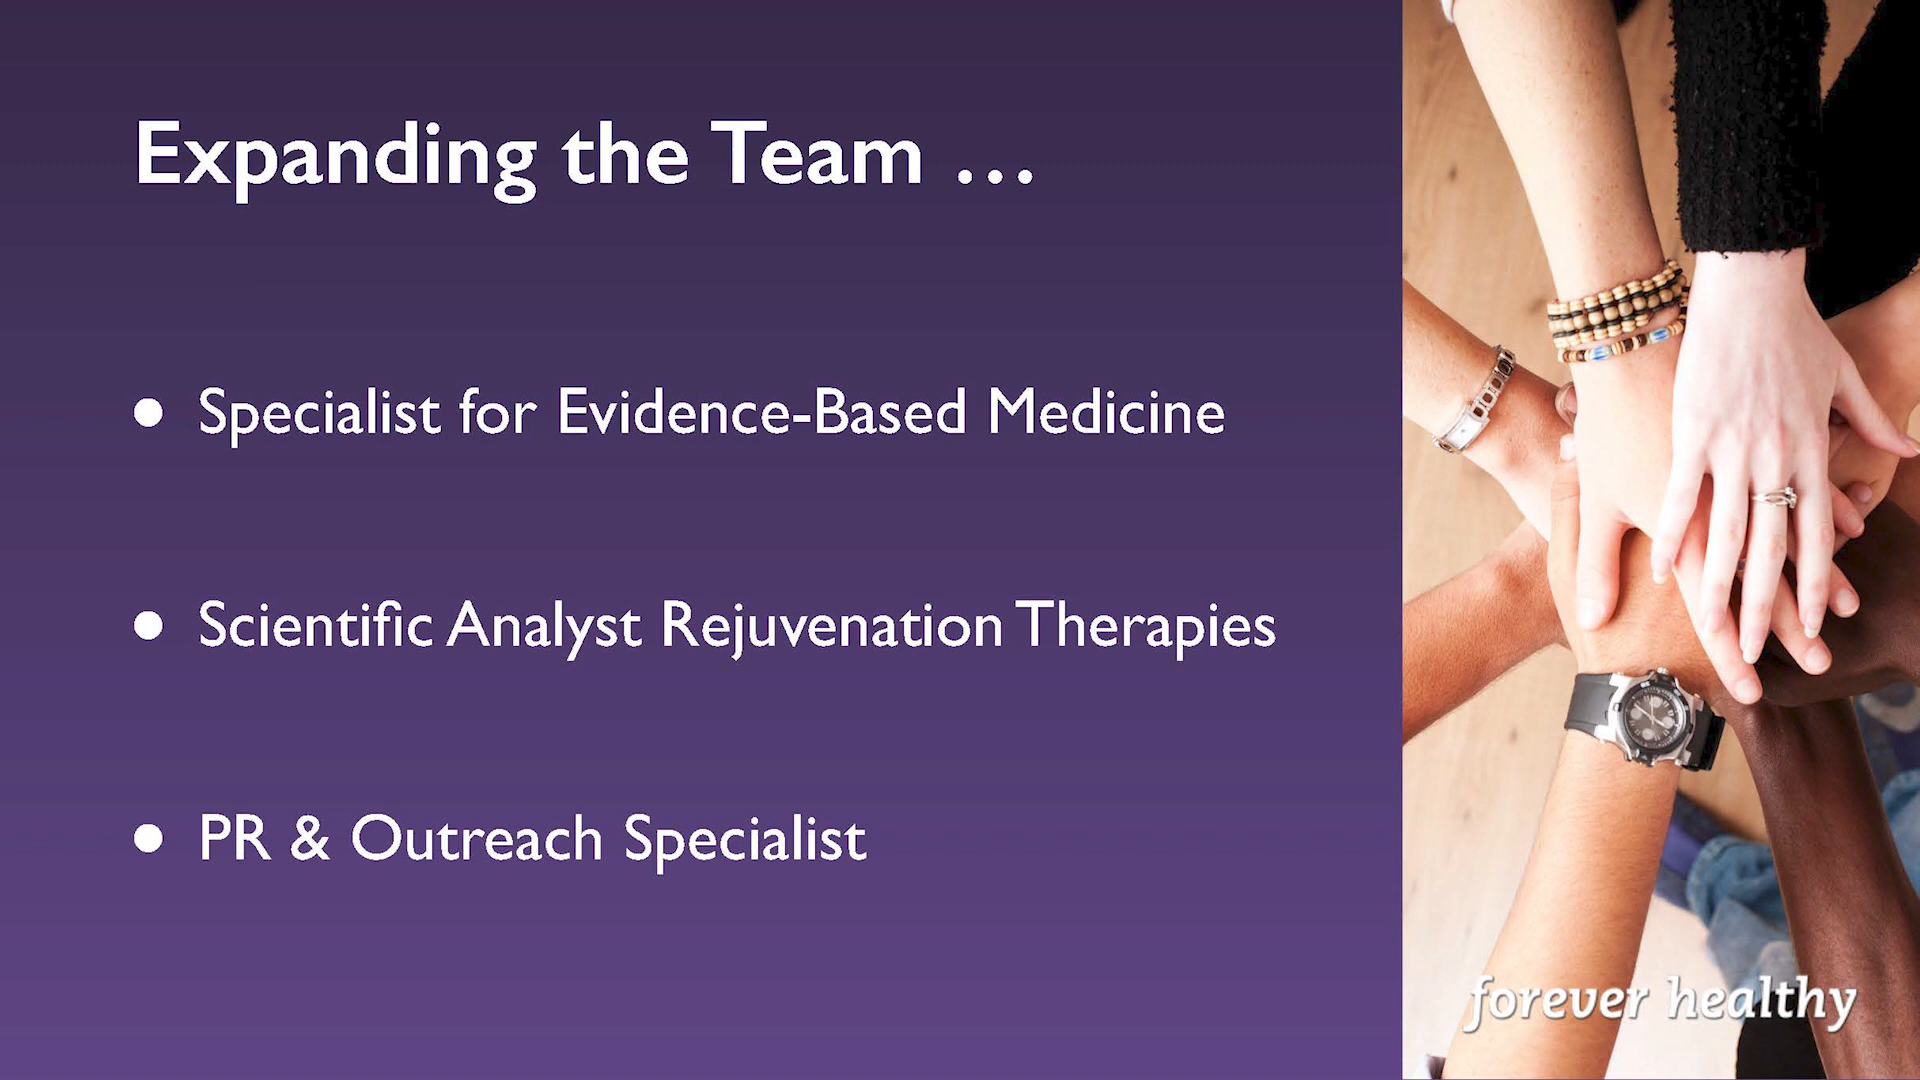 Expanding the Team …
• Specialist for Evidence-Based Medicine
• Scientific Analyst Rejuvenation Therapies
• PR & Outreach Specialist
forever healthy